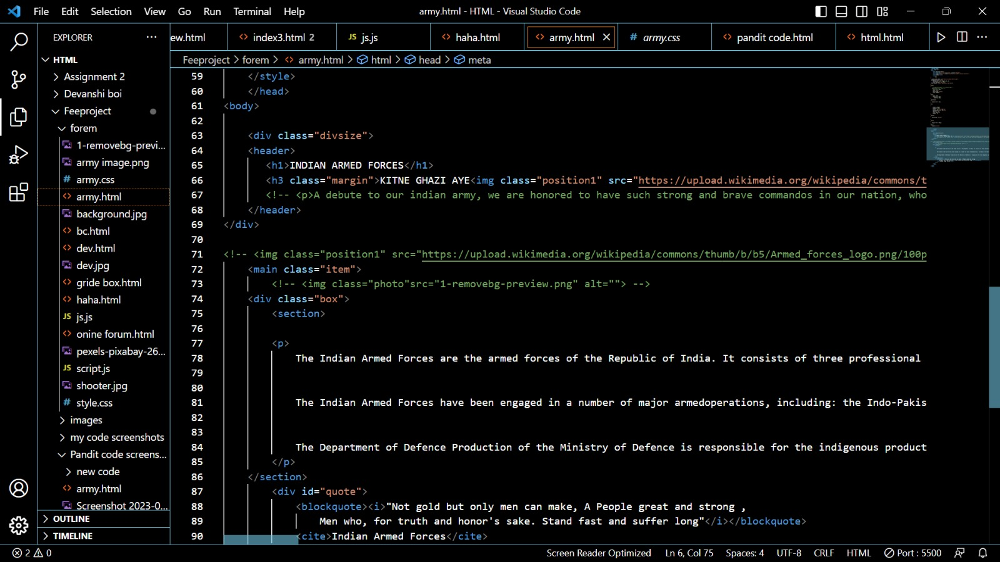 File Edit Selection View Go Run Terminal Help
army.html - HTML - Visual Studio Code
EXPLORER
ew.html
index3.html 2
JS js.js
haha.html
army.html
# army.css
pandit code.html
html.html
Feeproject > forem > army.html > html > head > meta
HTML
Assignment 2
Devanshi boi
Feeproject
forem
1-removebg-previ...
army image.png
# army.css
army.html
background.jpg
bc.html
dev.html
dev.jpg
gride box.html
haha.html
JS js.js
onine forum.html
pexels-pixabay-26...
JS script.js
shooter.jpg
# style.css
images
my code screenshots
Pandit code screens...
new code
army.html
Screenshot 2023-0...
OUTLINE
TIMELINE
59 </style>
60 </head>
61 <body>
62
63 <div class="divsize">
64 <header>
65 <h1>INDIAN ARMED FORCES</h1>
66 <h3 class="margin">KITNE GHAZI AYE<img class="position1" src="https://upload.wikimedia.org/wikipedia/commons/t
67 <!-- <p>A debute to our indian army, we are honored to have such strong and brave commandos in our nation, who
68 </header>
69 </div>
70
71 <!-- <img class="position1" src="https://upload.wikimedia.org/wikipedia/commons/thumb/b/b5/Armed_forces_logo.png/100p
72 <main class="item">
73 <!-- <img class="photo"src="1-removebg-preview.png" alt=""> -->
74 <div class="box">
75 <section>
76
77 <p>
78 The Indian Armed Forces are the armed forces of the Republic of India. It consists of three professional
79
80
81 The Indian Armed Forces have been engaged in a number of major armedoperations, including: the Indo-Pakis
82
83
84 The Department of Defence Production of the Ministry of Defence is responsible for the indigenous product
85 </p>
86 </section>
87 <div id="quote">
88 <blockquote><i>"Not gold but only men can make, A People great and strong ,
89 Men who, for truth and honor's sake. Stand fast and suffer long"</i></blockquote>
90 <cite>Indian Armed Forces</cite>
2 0
Screen Reader Optimized Ln 6, Col 75 Spaces: 4 UTF-8 CRLF HTML Port : 5500